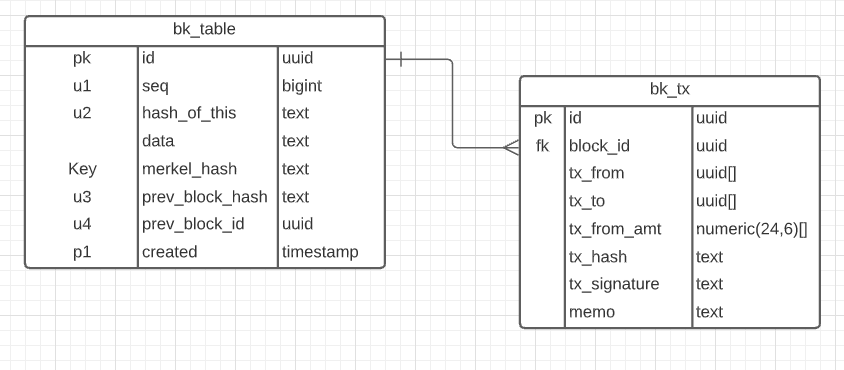 bk_table
pk id uuid
u1 seq bigint
u2 hash_of_this text
data text
Key merkel_hash text
u3 prev_block_hash text
u4 prev_block_id uuid
p1 created timestamp
bk_tx
pk id uuid
fk block_id uuid
tx_from uuid[]
tx_to uuid[]
tx_from_amt numeric(24,6)[]
tx_hash text
tx_signature text
memo text